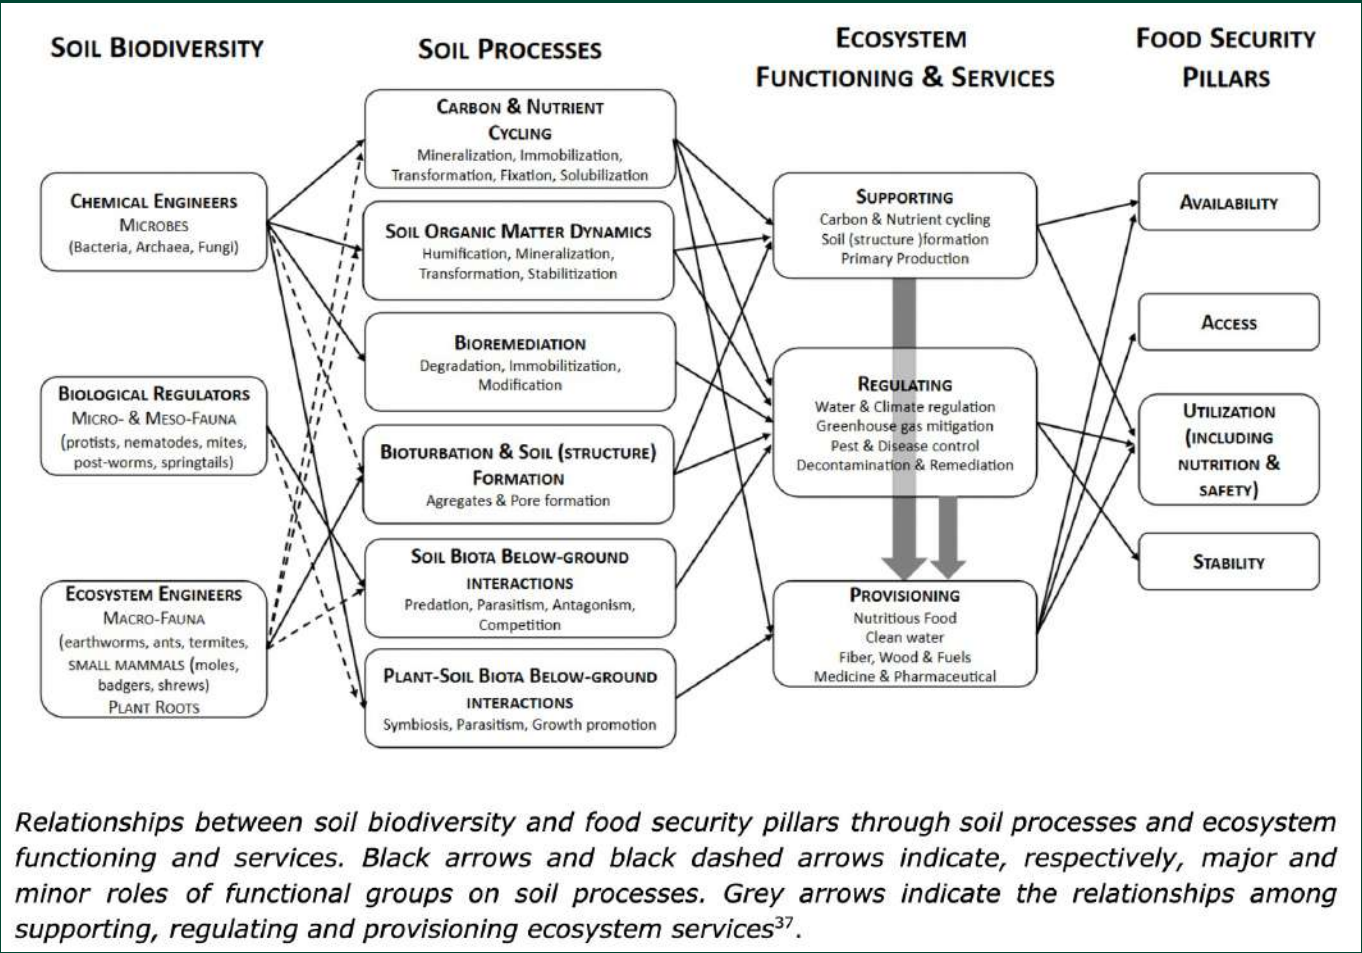 SOIL BIODIVERSITY
SOIL PROCESSES
ECOSYSTEM
FUNCTIONING & SERVICES
FOOD SECURITY
PILLARS
CHEMICAL ENGINEERS
MICROBES
(Bacteria, Archaea, Fungi)
BIOLOGICAL REGULATORS
MICRO- & MESO-FAUNA
(protists, nematodes, mites,
post-worms, springtails)
ECOSYSTEM ENGINEERS
MACRO-FAUNA
(earthworms, ants, termites,
SMALL MAMMALS (moles,
badgers, shrews)
PLANT ROOTS
CARBON & NUTRIENT
CYCLING
Mineralization, Immobilization,
Transformation, Fixation, Solubilization
SOIL ORGANIC MATTER DYNAMICS
Humification, Mineralization,
Transformation, Stabilitization
BIOREMEDIATION
Degradation, Immobilitization,
Modification
BIOTURBATION & SOIL (STRUCTURE)
FORMATION
Agregates & Pore formation
SOIL BIOTA BELOW-GROUND
INTERACTIONS
Predation, Parasitism, Antagonism,
Competition
PLANT-SOIL BIOTA BELOW-GROUND
INTERACTIONS
Symbiosis, Parasitism, Growth promotion
SUPPORTING
Carbon & Nutrient cycling
Soil (structure )formation
Primary Production
REGULATING
Water & Climate regulation
Greenhouse gas mitigation
Pest & Disease control
Decontamination & Remediation
PROVISIONING
Nutritious Food
Clean water
Fiber, Wood & Fuels
Medicine & Pharmaceutical
AVAILABILITY
ACCESS
UTILIZATION
(INCLUDING
NUTRITION &
SAFETY)
STABILITY
Relationships between soil biodiversity and food security pillars through soil processes and ecosystem
functioning and services. Black arrows and black dashed arrows indicate, respectively, major and
minor roles of functional groups on soil processes. Grey arrows indicate the relationships among
supporting, regulating and provisioning ecosystem services³⁷.